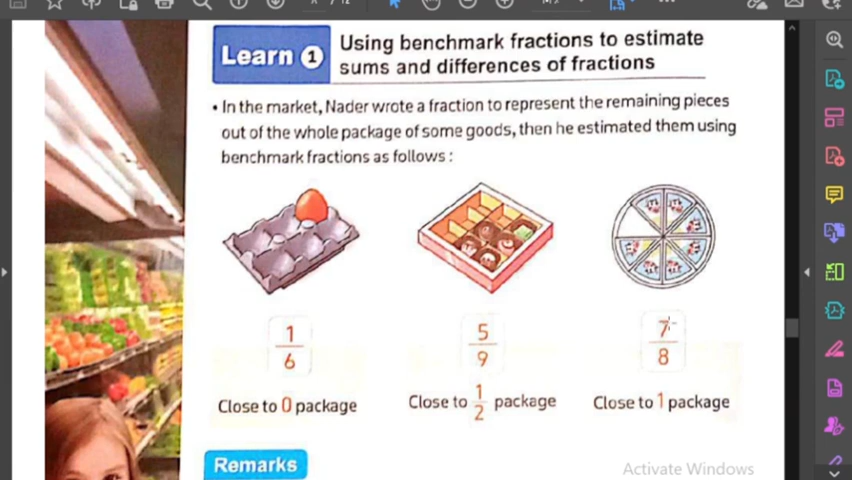 Learn 1
Using benchmark fractions to estimate
sums and differences of fractions
• In the market, Nader wrote a fraction to represent the remaining pieces
out of the whole package of some goods, then he estimated them using
benchmark fractions as follows :
1/6
5/9
7/8
Close to 0 package
Close to 1/2 package
Close to 1 package
Remarks
Activate Windows